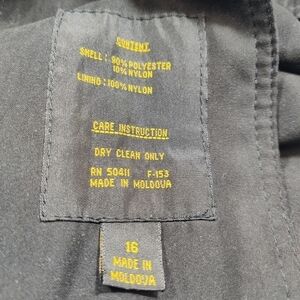 CONTENT
SHELL : 90% POLYESTER
10% NYLON
LINING : 100% NYLON
CARE INSTRUCTION
DRY CLEAN ONLY
RN 50411 F-153
MADE IN MOLDOVA
16
MADE IN
MOLDOVA